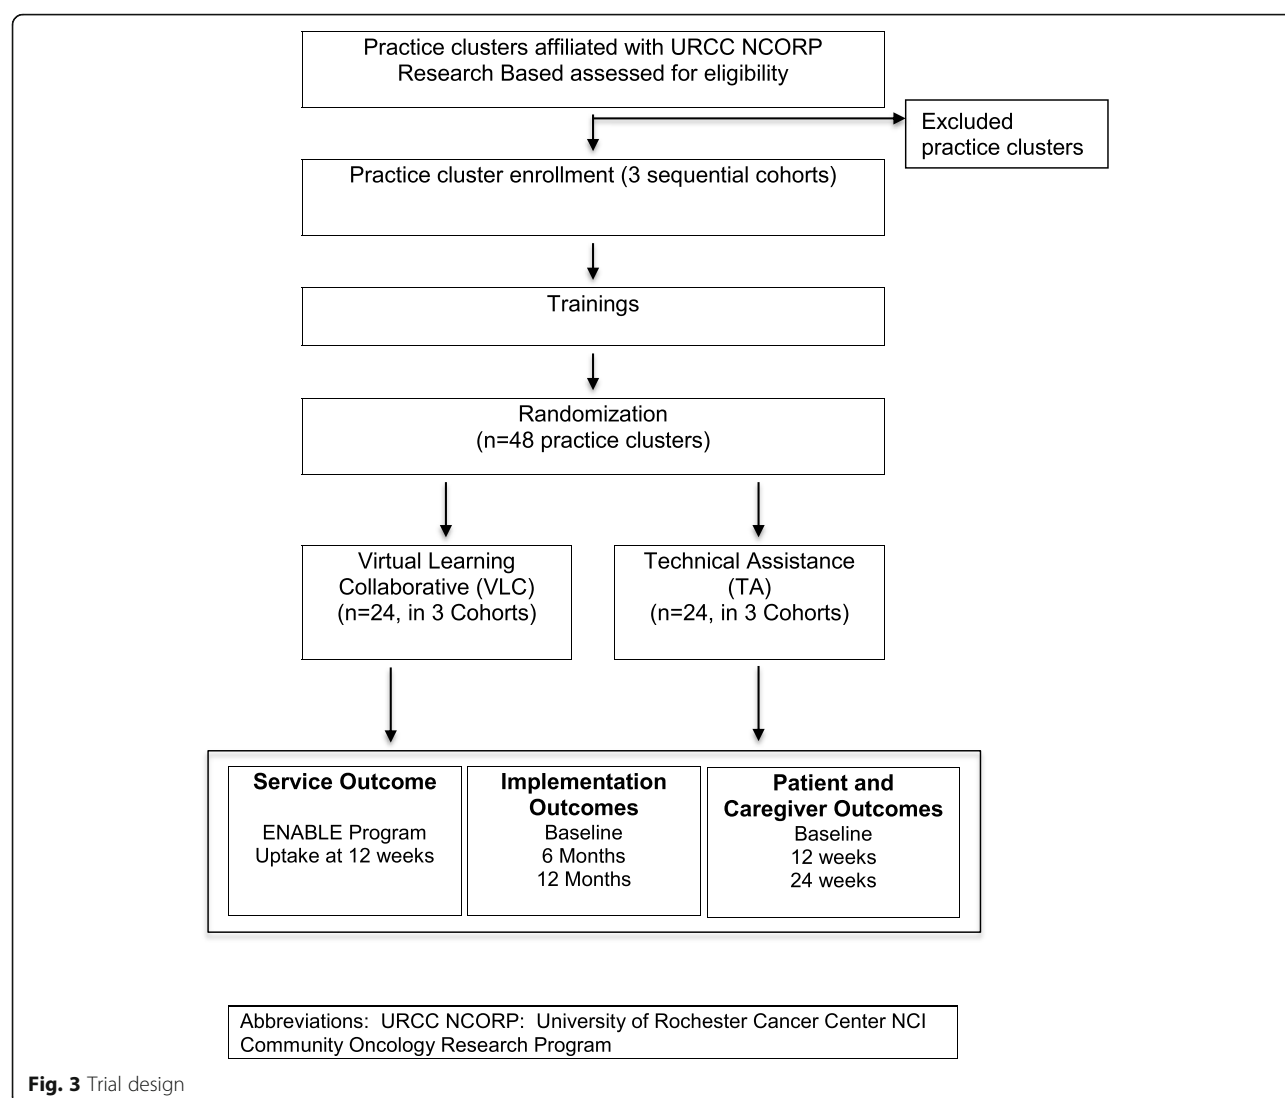 Practice clusters affiliated with URCC NCORP
Research Based assessed for eligibility
Excluded
practice clusters
Practice cluster enrollment (3 sequential cohorts)
Trainings
Randomization
(n=48 practice clusters)
Virtual Learning
Collaborative (VLC)
(n=24, in 3 Cohorts)
Technical Assistance
(TA)
(n=24, in 3 Cohorts)
Service Outcome
ENABLE Program
Uptake at 12 weeks
Implementation
Outcomes
Baseline
6 Months
12 Months
Patient and
Caregiver Outcomes
Baseline
12 weeks
24 weeks
Abbreviations: URCC NCORP: University of Rochester Cancer Center NCI
Community Oncology Research Program
Fig. 3 Trial design